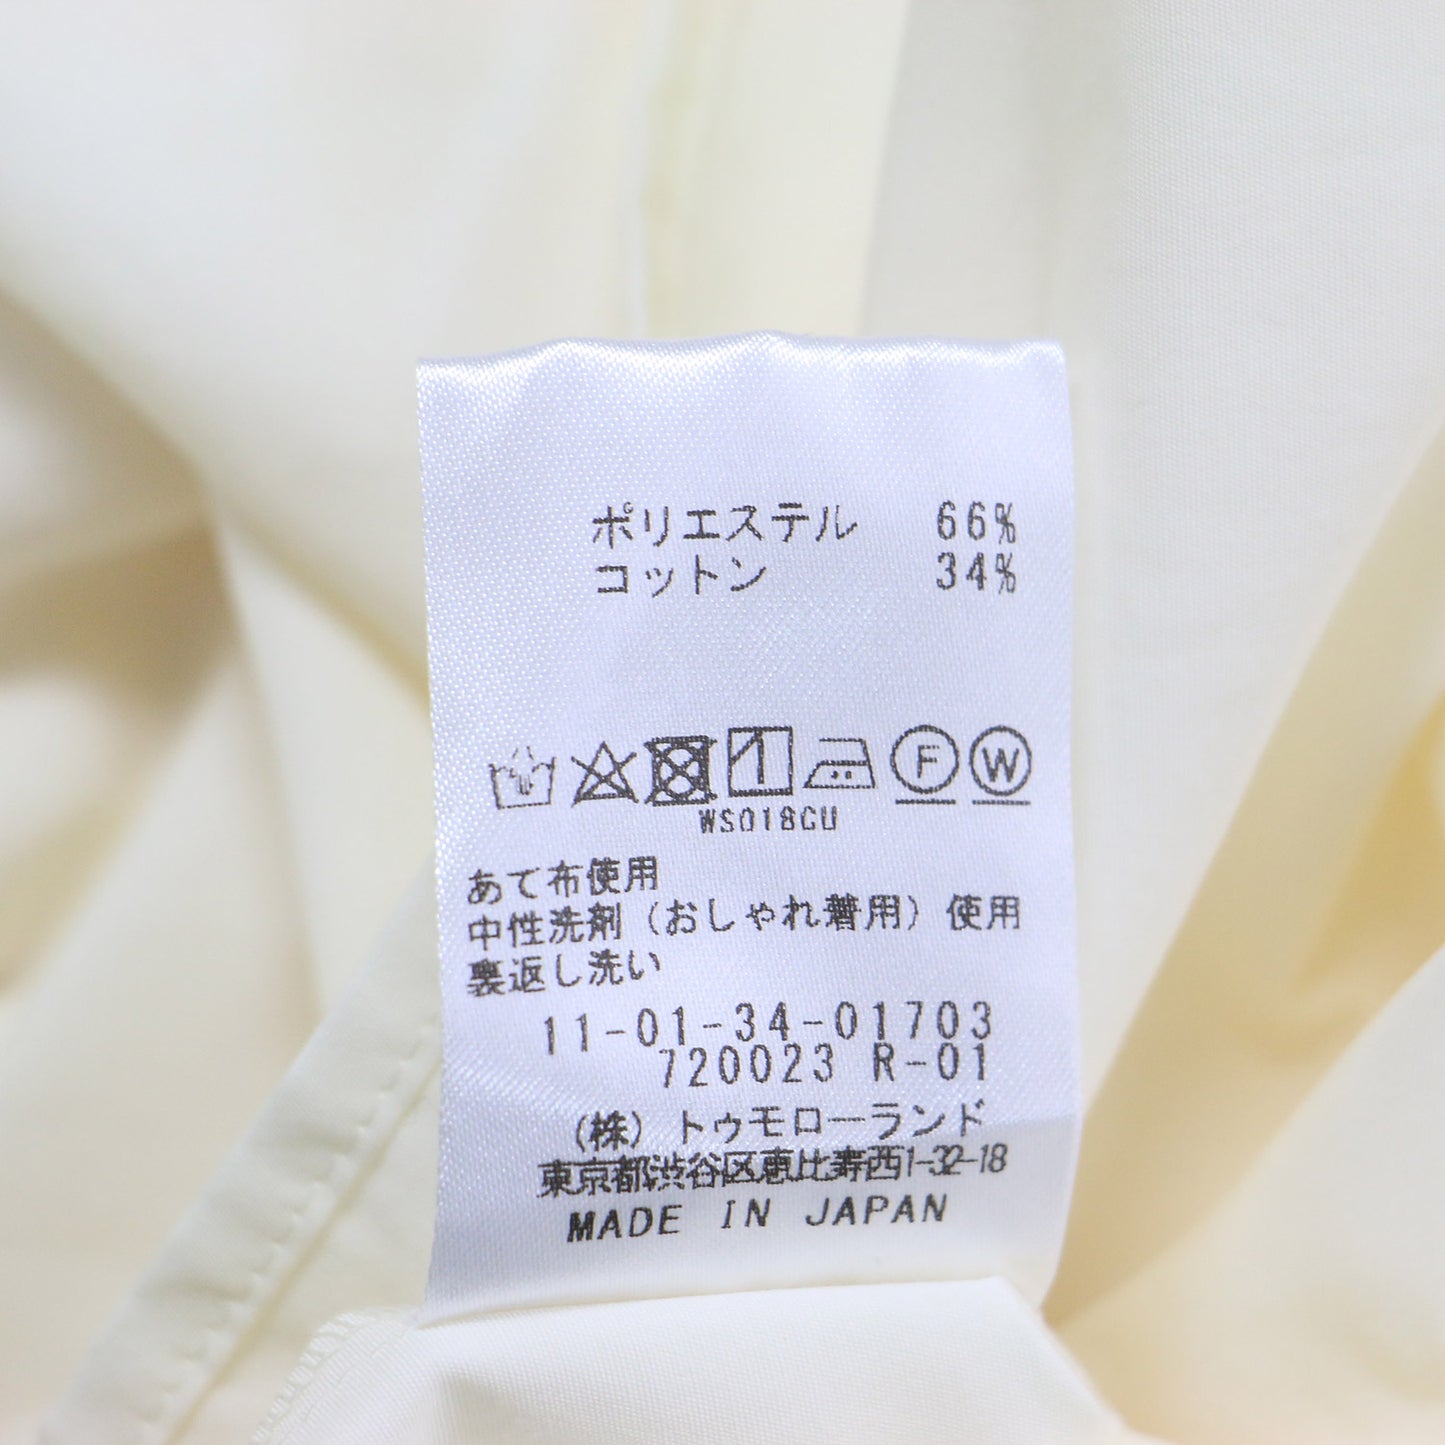 ポリエステル 66%
コットン 34%
F W
WS018CU
あて布使用
中性洗剤（おしゃれ着用）使用
裏返し洗い
11-01-34-01703
720023 R-01
（株）トゥモローランド
東京都渋谷区恵比寿西1-32-18
MADE IN JAPAN